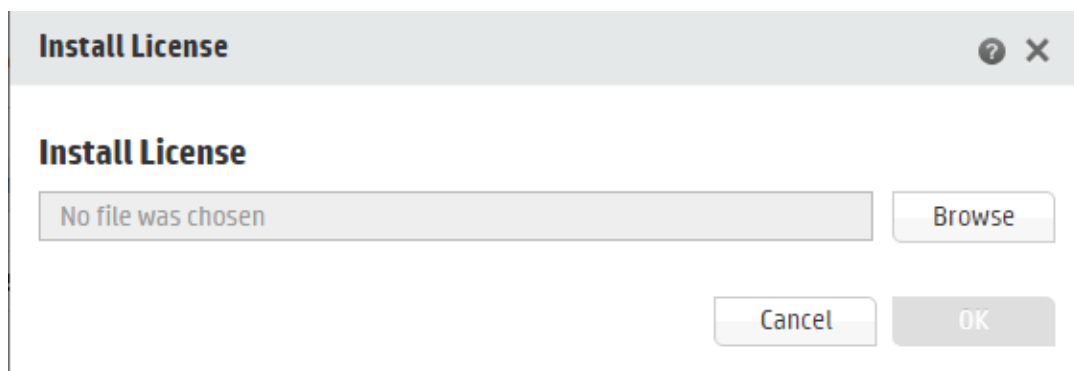 Install License
Install License
No file was chosen
Browse
Cancel
OK